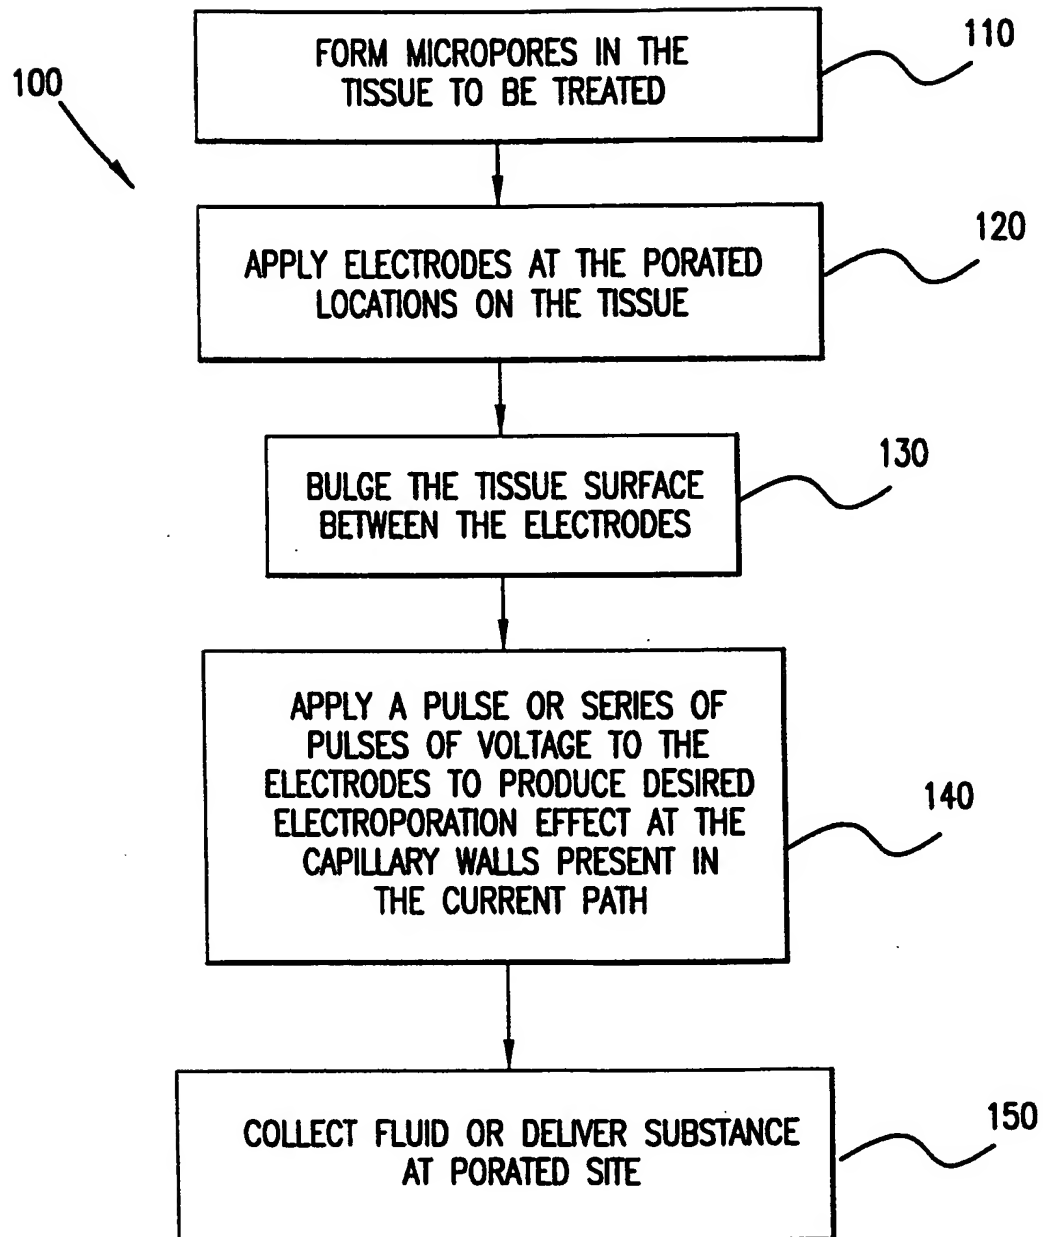 100
FORM MICROPORES IN THE
TISSUE TO BE TREATED
110
APPLY ELECTRODES AT THE PORATED
LOCATIONS ON THE TISSUE
120
BULGE THE TISSUE SURFACE
BETWEEN THE ELECTRODES
130
APPLY A PULSE OR SERIES OF
PULSES OF VOLTAGE TO THE
ELECTRODES TO PRODUCE DESIRED
ELECTROPORATION EFFECT AT THE
CAPILLARY WALLS PRESENT IN
THE CURRENT PATH
140
COLLECT FLUID OR DELIVER SUBSTANCE
AT PORATED SITE
150